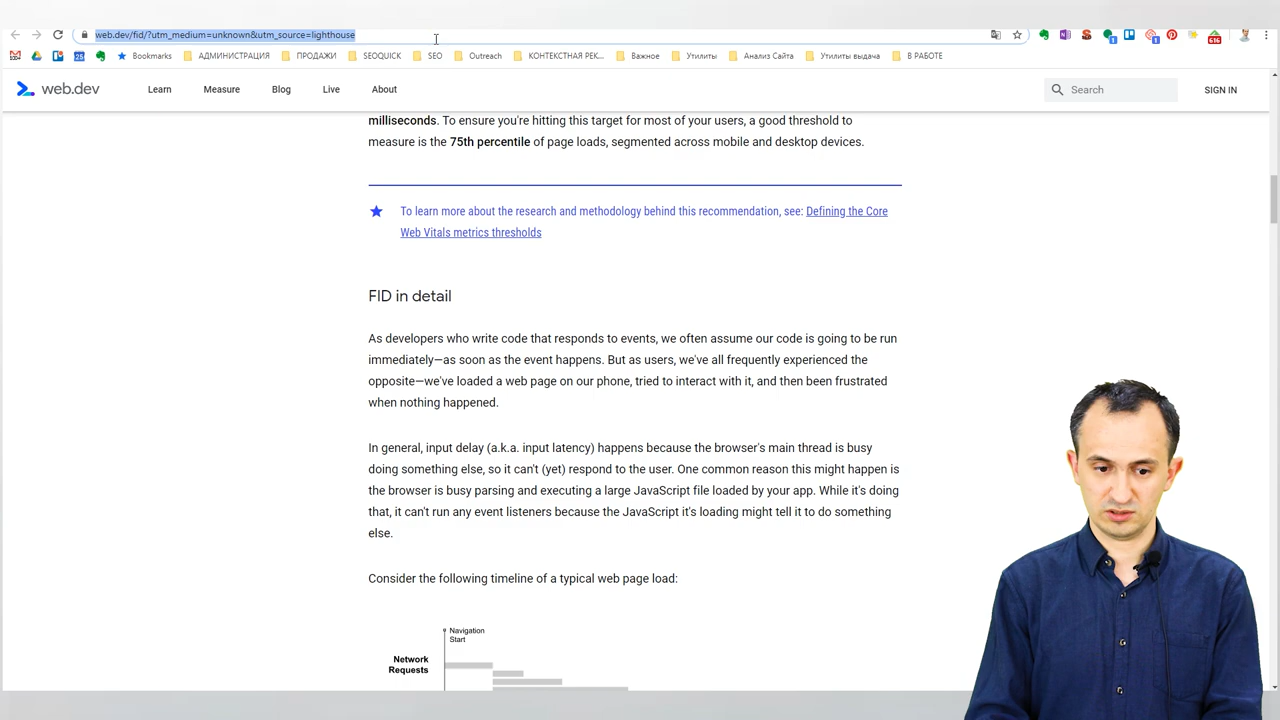 web.dev/fid/?utm_medium=unknown&utm_source=lighthouse
Bookmarks АДМИНИСТРАЦИЯ ПРОДАЖИ SEOQUICK SEO Outreach КОНТЕКСТНАЯ РЕК... Важное Утилиты Анализ Сайта Утилиты выдача В РАБОТЕ
web.dev Learn Measure Blog Live About Search SIGN IN
milliseconds. To ensure you're hitting this target for most of your users, a good threshold to
measure is the 75th percentile of page loads, segmented across mobile and desktop devices.
To learn more about the research and methodology behind this recommendation, see: Defining the Core
Web Vitals metrics thresholds
FID in detail
As developers who write code that responds to events, we often assume our code is going to be run
immediately—as soon as the event happens. But as users, we've all frequently experienced the
opposite—we've loaded a web page on our phone, tried to interact with it, and then been frustrated
when nothing happened.
In general, input delay (a.k.a. input latency) happens because the browser's main thread is busy
doing something else, so it can't (yet) respond to the user. One common reason this might happen is
the browser is busy parsing and executing a large JavaScript file loaded by your app. While it's doing
that, it can't run any event listeners because the JavaScript it's loading might tell it to do something
else.
Consider the following timeline of a typical web page load:
Navigation
Start
Network
Requests